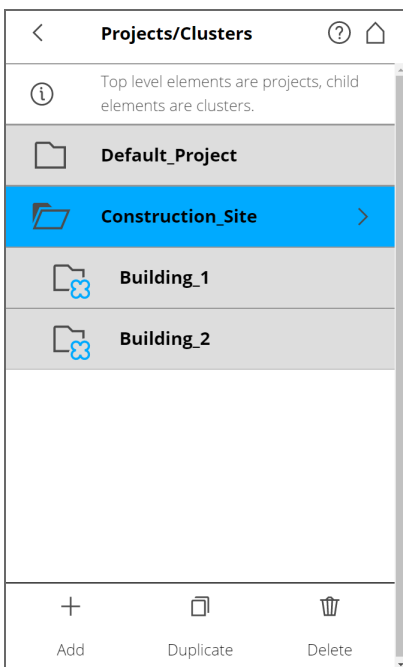 Projects/Clusters
Top level elements are projects, child
elements are clusters.
Default_Project
Construction_Site
Building_1
Building_2
Add Duplicate Delete